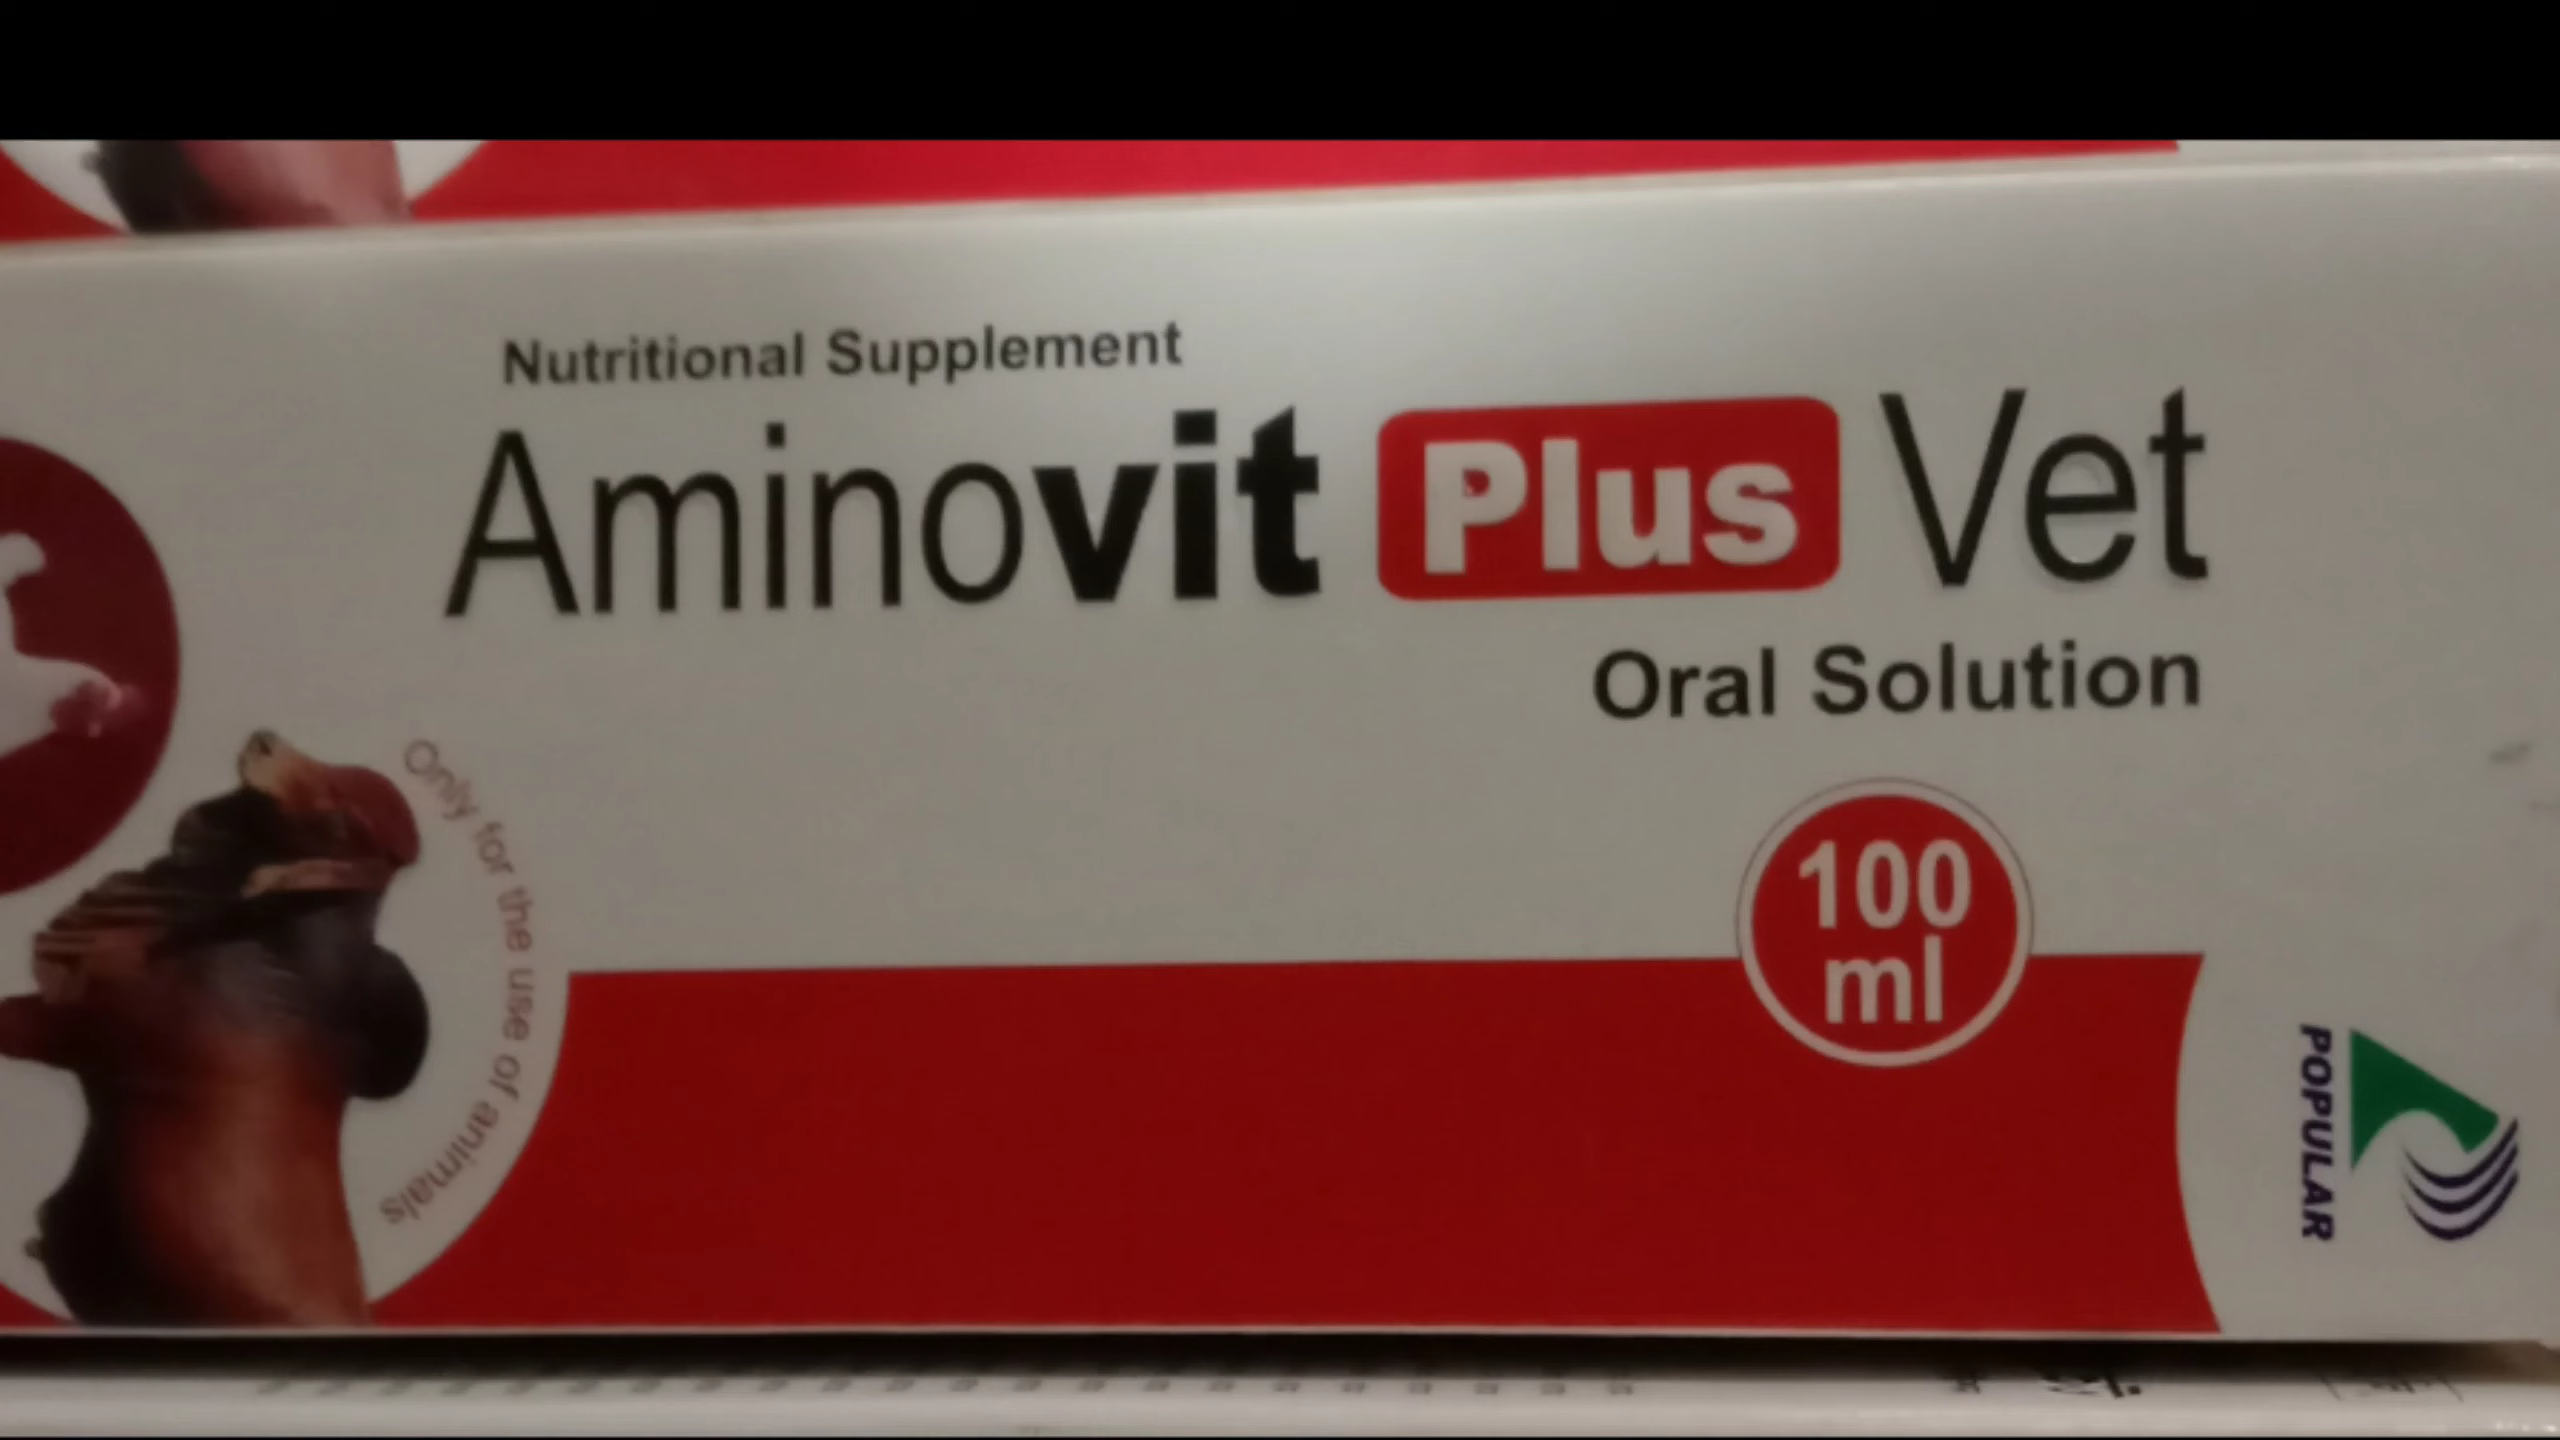 Nutritional Supplement
Aminovit Plus Vet
Oral Solution
100
ml
Only for the use of animals
POPULAR